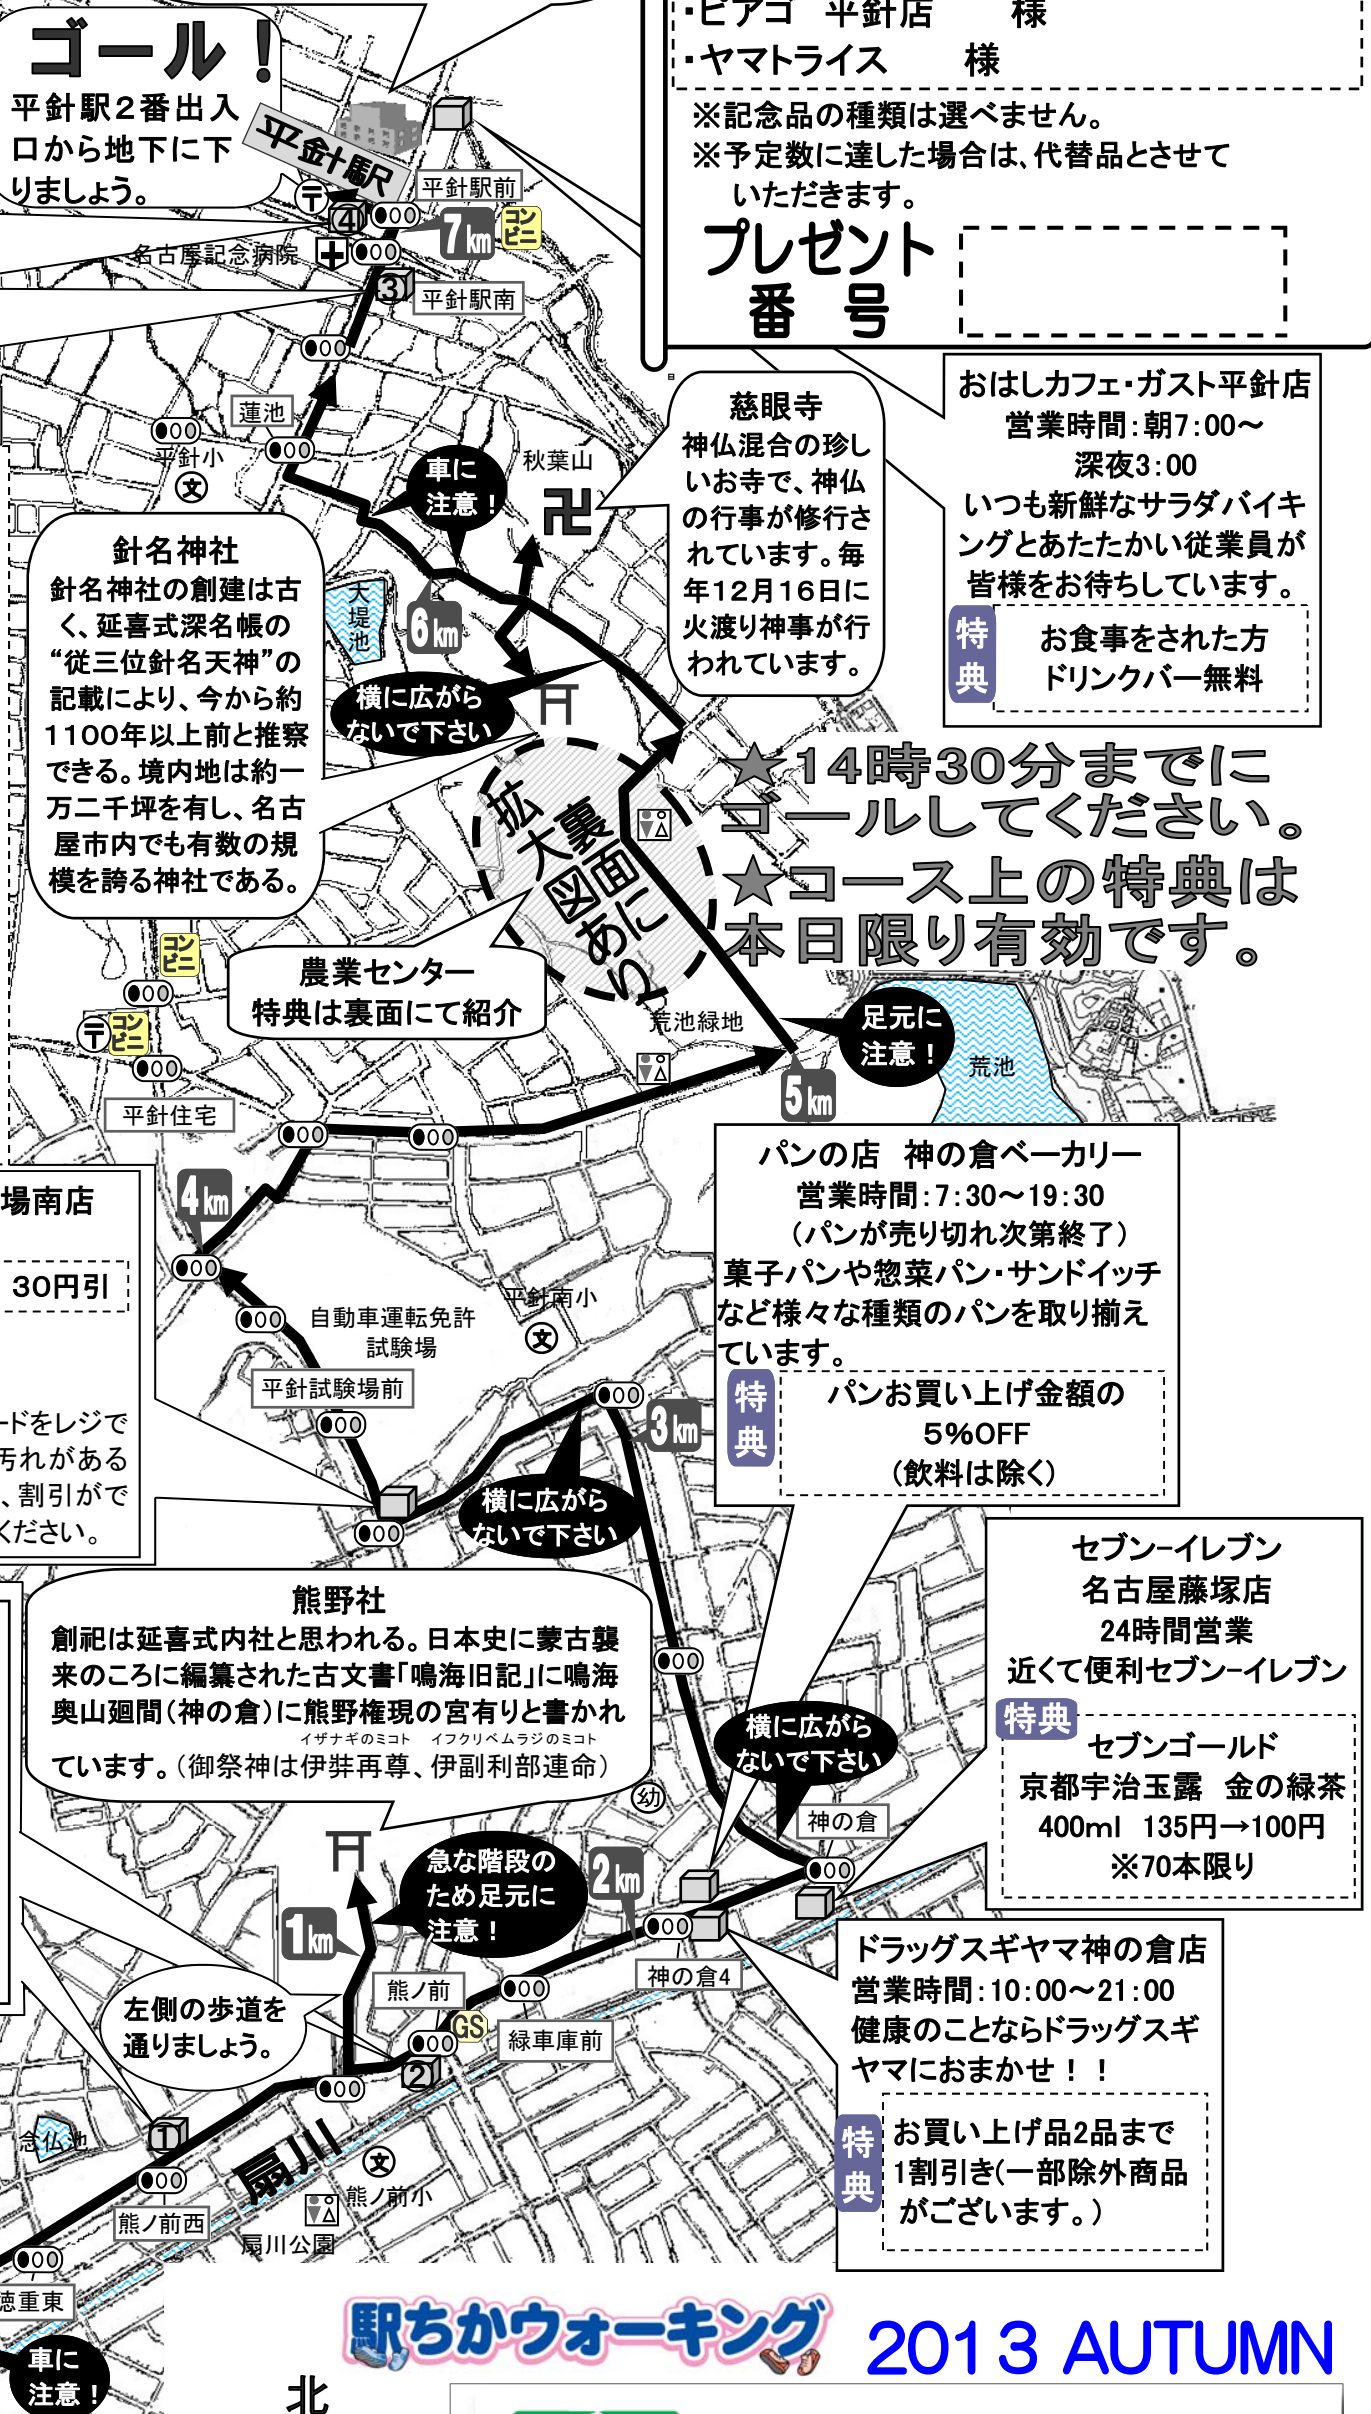 ・ピアゴ　平針店　　様
・ヤマトライス　　様
※記念品の種類は選べません。
※予定数に達した場合は、代替品とさせて
いただきます。
プレゼント
番　号
ゴール！
平針駅２番出入
口から地下に下
りましょう。
平針駅
〒
④
平針駅前
7km
コン
ビニ
名古屋記念病院
③
平針駅南
蓮池
平針小
文
車に
注意！
秋葉山
卍
慈眼寺
神仏混合の珍し
いお寺で、神仏
の行事が修行さ
れています。毎
年12月16日に
火渡り神事が行
われています。
おはしカフェ・ガスト平針店
営業時間：朝7：00～
深夜3：00
いつも新鮮なサラダバイキ
ングとあたたかい従業員が
皆様をお待ちしています。
特
典
お食事をされた方
ドリンクバー無料
針名神社
針名神社の創建は古
く、延喜式深名帳の
“従三位針名天神”の
記載により、今から約
1100年以上前と推察
できる。境内地は約一
万二千坪を有し、名古
屋市内でも有数の規
模を誇る神社である。
大
堤
池
6km
横に広がら
ないで下さい
★14時30分までに
ゴールしてください。
★コース上の特典は
本日限り有効です。
裏面に
拡大図あり
コン
ビニ
農業センター
特典は裏面にて紹介
〒
コン
ビニ
荒池緑地
足元に
注意！
荒池
5km
平針住宅
場南店
30円引
ードをレジで
汚れがある
、割引がで
ください。
4km
自動車運転免許
試験場
平針南小
文
平針試験場前
3km
横に広がら
ないで下さい
パンの店　神の倉ベーカリー
営業時間：7：30～19：30
（パンが売り切れ次第終了）
菓子パンや惣菜パン・サンドイッチ
など様々な種類のパンを取り揃え
ています。
特
典
パンお買い上げ金額の
5％OFF
（飲料は除く）
セブン-イレブン
名古屋藤塚店
24時間営業
近くて便利セブン-イレブン
特典
セブンゴールド
京都宇治玉露　金の緑茶
400ml　135円→100円
※70本限り
熊野社
創祀は延喜式内社と思われる。日本史に蒙古襲
来のころに編纂された古文書「鳴海旧記」に鳴海
奥山廻間（神の倉）に熊野権現の宮有りと書かれ
イザナギのミコト　イフクリベムラジのミコト
ています。（御祭神は伊弉再尊、伊副利部連命）
幼
横に広がら
ないで下さい
神の倉
急な階段の
ため足元に
注意！
2km
1km
神の倉4
熊ノ前
GS
緑車庫前
左側の歩道を
通りましょう。
②
ドラッグスギヤマ神の倉店
営業時間：10：00～21：00
健康のことならドラッグスギ
ヤマにおまかせ！！
特
典
お買い上げ品2品まで
1割引き（一部除外商品
がございます。）
念仏池
①
扇川
文
熊ノ前小
熊ノ前西
扇川公園
徳重東
車に
注意！
駅ちかウォーキング
2013 AUTUMN
北